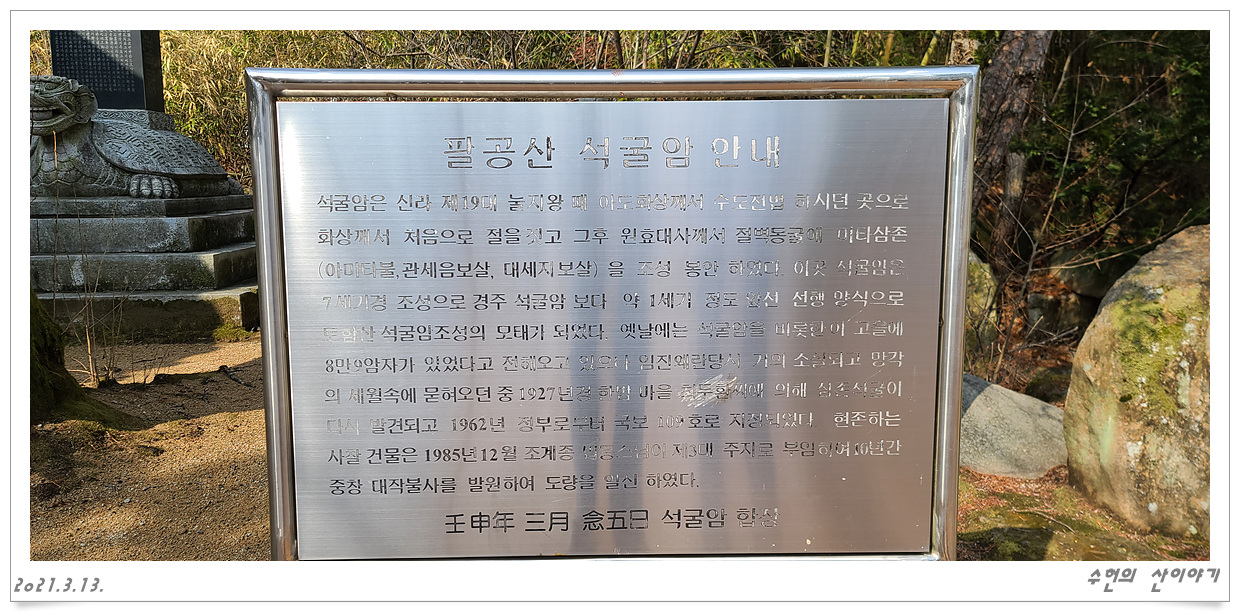 팔공산 석굴암 안내
석굴암은 신라 제19대 눌지왕 때 아도화상께서 수도전법 하시던 곳으로
화상께서 처음으로 절을 짓고 그후 원효대사께서 절벽동굴에 미타삼존
(아미타불, 관세음보살, 대세지보살) 을 조성 봉안 하였다. 이곳 석굴암은
7세기경 조성으로 경주 석굴암 보다 약 1세기 정도 앞선 선행 양식으로
토함산 석굴암조성의 모태가 되었다. 옛날에는 석굴암을 비롯한 이 고을에
8만9암자가 있었다고 전해오고 있으나 임진왜란당시 거의 소실되고 망각
의 세월속에 묻혀오던 중 1927년경 한밤 마을 의해 삼존석굴이
다시 발견되고 1962년 정부로부터 국보 109호로 지정되었다. 현존하는
사찰 건물은 1985년 12월 조계종 제3대 주지로 부임하여 10년간
중창 대작불사를 발원하여 도량을 일신 하였다.
壬申年 三月 念五日 석굴암 합장
2021.3.13.
수헌의 산이야기